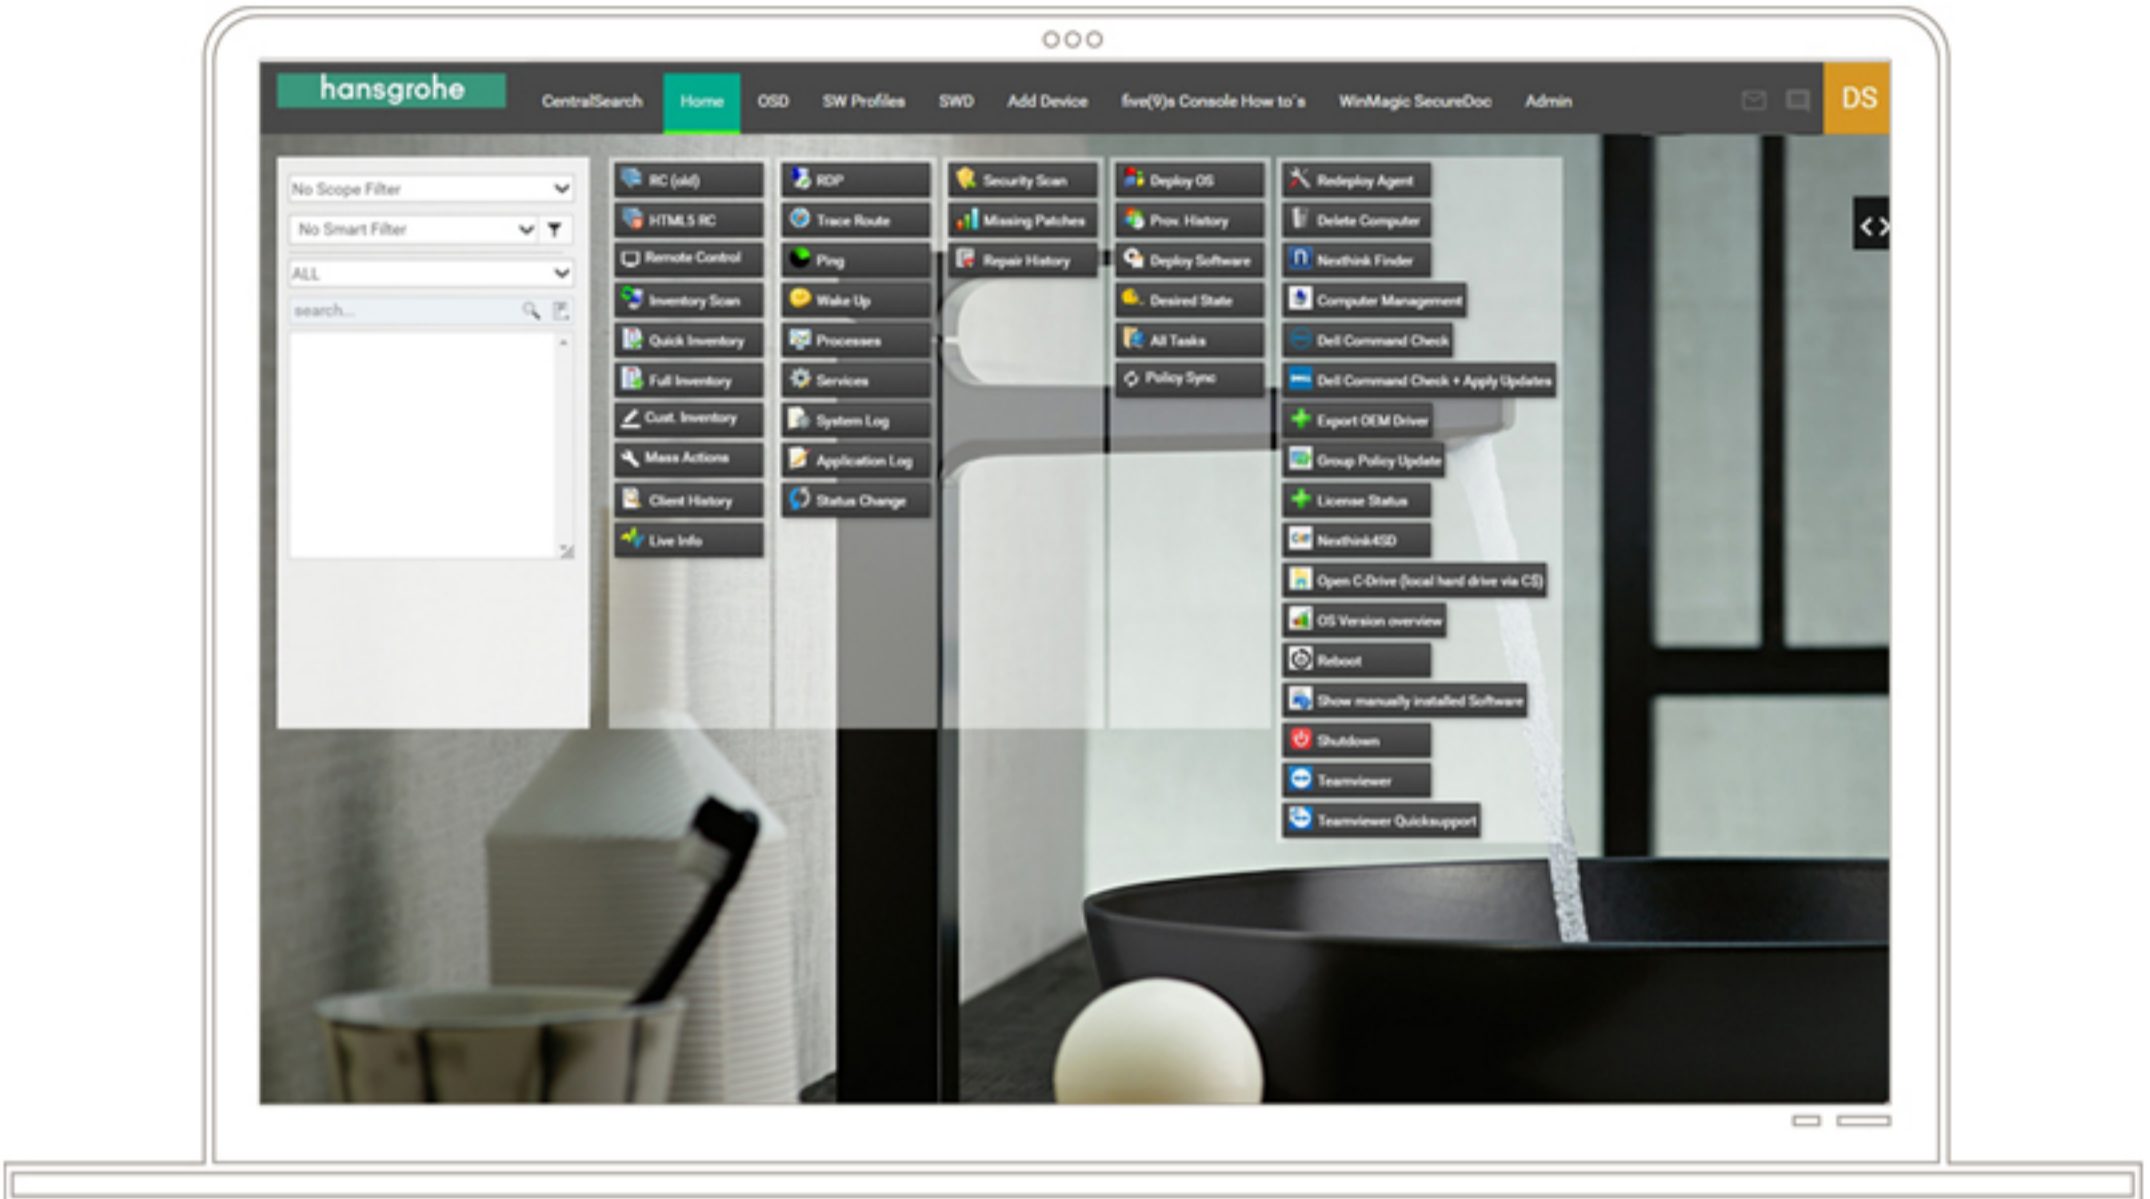 hansgrohe
CentralSearch
Home
OSD
SW Profiles
SWD
Add Device
five(9)s Console How to´s
WinMagic SecureDoc
Admin
DS
No Scope Filter
No Smart Filter
ALL
search...
RC (old)
HTML5 RC
Remote Control
Inventory Scan
Quick Inventory
Full Inventory
Cust. Inventory
Mass Actions
Client History
Live Info
RDP
Trace Route
Ping
Wake Up
Processes
Services
System Log
Application Log
Status Change
Security Scan
Missing Patches
Repair History
Deploy OS
Prov. History
Deploy Software
Desired State
All Tasks
Policy Sync
Redeploy Agent
Delete Computer
Nexthink Finder
Computer Management
Dell Command Check
Dell Command Check + Apply Updates
Export OEM Driver
Group Policy Update
License Status
Nexthink4SD
Open C-Drive (local hard drive via C$)
OS Version overview
Reboot
Show manually installed Software
Shutdown
Teamviewer
Teamviewer Quicksupport